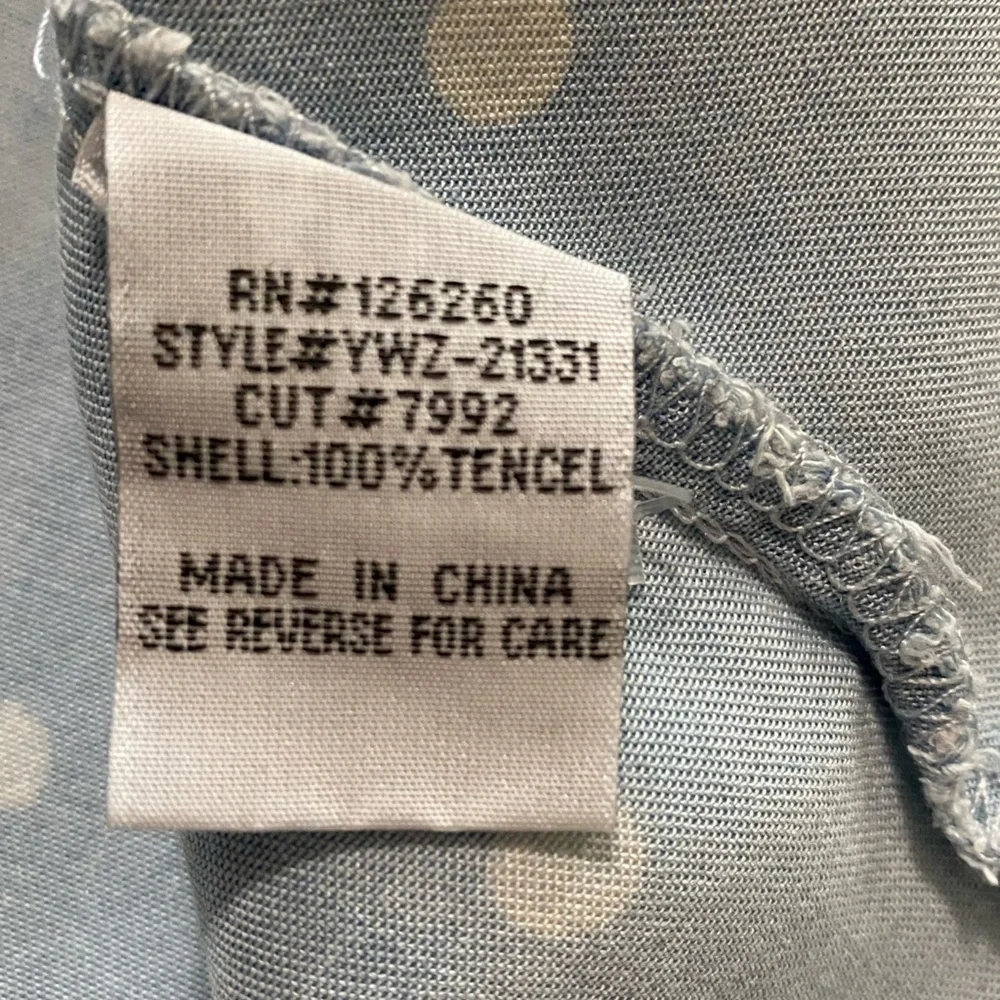 RN#126260
STYLE#YWZ-21331
CUT#7992
SHELL:100%TENCEL
MADE IN CHINA
SEE REVERSE FOR CARE